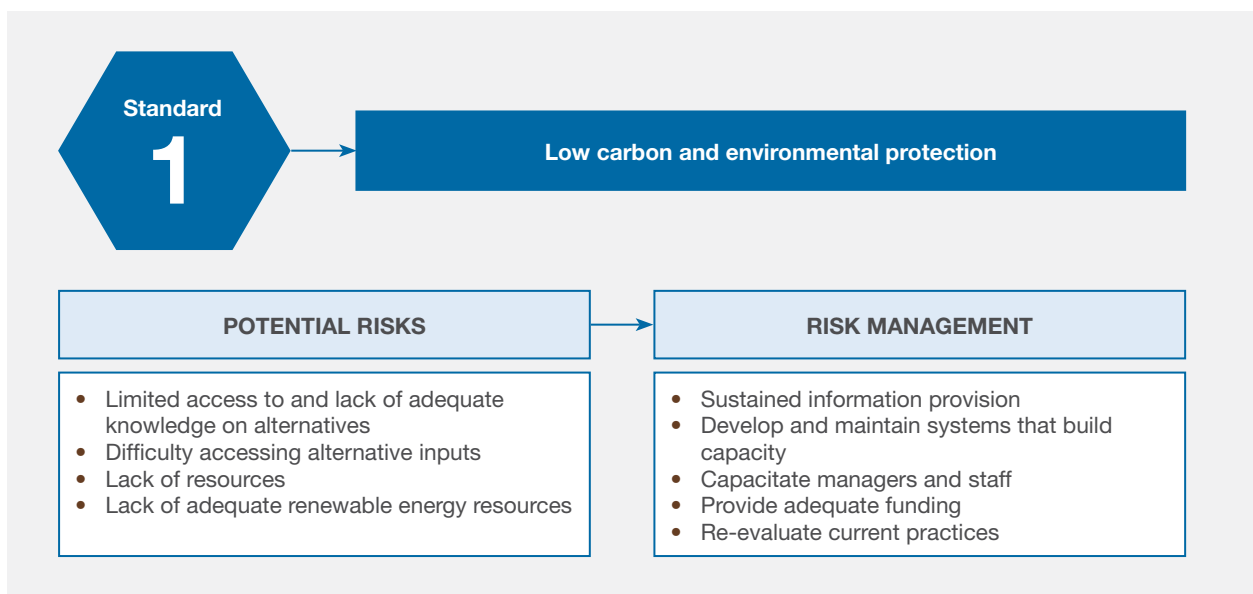 Standard
1
Low carbon and environmental protection
POTENTIAL RISKS
RISK MANAGEMENT
• Limited access to and lack of adequate
knowledge on alternatives
• Difficulty accessing alternative inputs
• Lack of resources
• Lack of adequate renewable energy resources
• Sustained information provision
• Develop and maintain systems that build
capacity
• Capacitate managers and staff
• Provide adequate funding
• Re-evaluate current practices